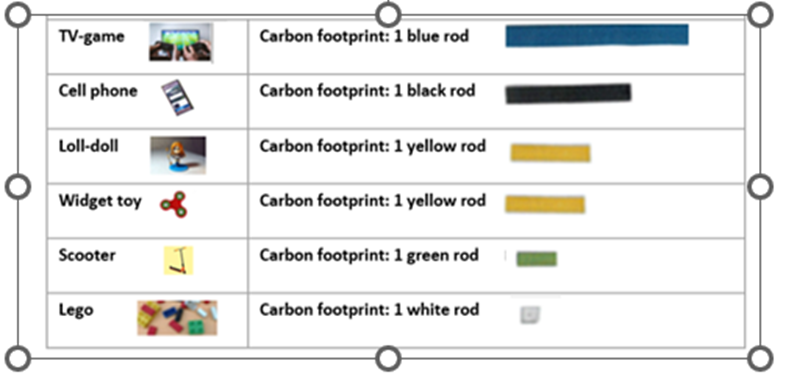 TV-game Carbon footprint: 1 blue rod
Cell phone Carbon footprint: 1 black rod
Loll-doll Carbon footprint: 1 yellow rod
Widget toy Carbon footprint: 1 yellow rod
Scooter Carbon footprint: 1 green rod
Lego Carbon footprint: 1 white rod